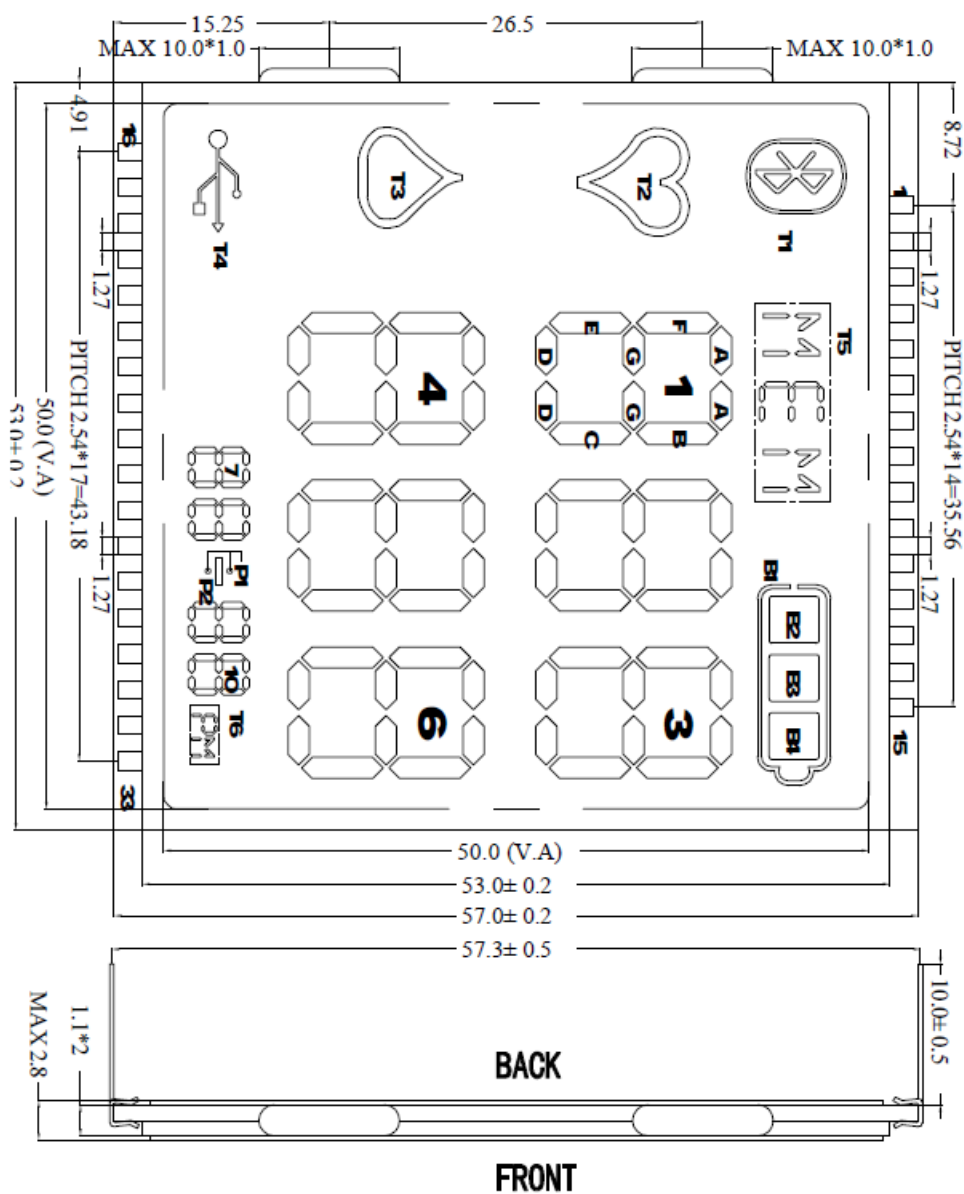 15.25
26.5
MAX 10.0*1.0
MAX 10.0*1.0
4.91
8.72
16
1
T4
T3
T2
T1
1.27
1.27
T5
PITCH 2.54*17=43.18
PITCH 2.54*14=35.56
50.0 (V.A)
53.0± 0.2
4
1
A
A
B
C
D
D
E
F
G
G
7
P1
P2
1.27
1.27
B1
B2
B3
B4
10
T6
6
3
15
33
50.0 (V.A)
53.0± 0.2
57.0± 0.2
57.3± 0.5
10.0± 0.5
1.1*2
MAX 2.8
BACK
FRONT